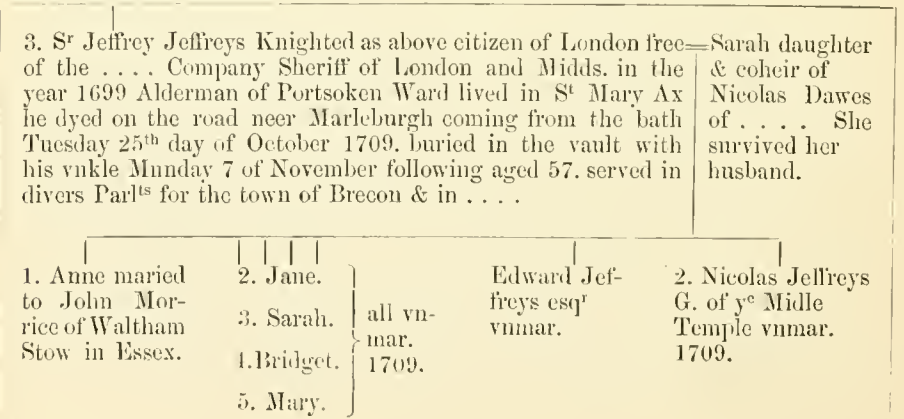 3. Sʳ Jeffrey Jeffreys Knighted as above citizen of London free
of the .... Company Sheriff of London and Midds. in the
year 1699 Alderman of Portsoken Ward lived in Sᵗ Mary Ax
he dyed on the road neer Marleburgh coming from the bath
Tuesday 25ᵗʰ day of October 1709. buried in the vault with
his vnkle Munday 7 of November following aged 57. served in
divers Parlᵗˢ for the town of Brecon & in ....
=Sarah daughter
& coheir of
Nicolas Dawes
of .... She
survived her
husband.
1. Anne maried
to John Mor-
rice of Waltham
Stow in Essex.
2. Jane.
3. Sarah.
4. Bridget.
5. Mary.
all vn-
mar.
1709.
Edward Jef-
freys esqʳ
vnmar.
2. Nicolas Jeffreys
G. of yᵉ Midle
Temple vnmar.
1709.